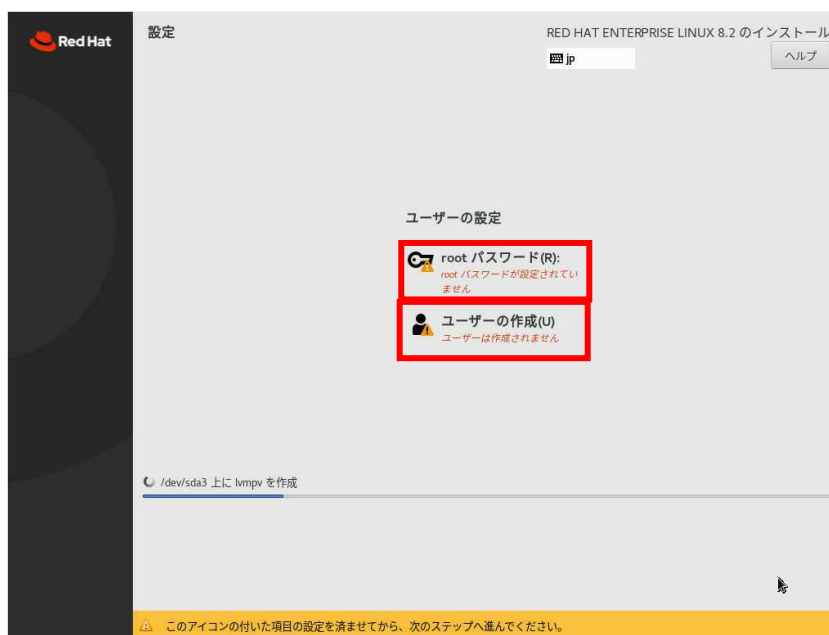 Red Hat
設定
RED HAT ENTERPRISE LINUX 8.2 のインストール
jp
ヘルプ
ユーザーの設定
root パスワード(R):
root パスワードが設定されてい
ません
ユーザーの作成(U)
ユーザーは作成されません
/dev/sda3 上に lvmpv を作成
このアイコンの付いた項目の設定を済ませてから、次のステップへ進んでください。